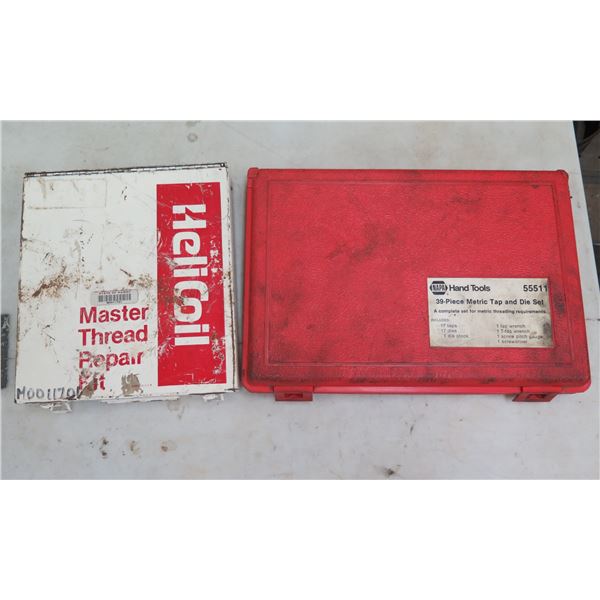 HeliCoil
Master
Thread
Repair
Kit
M001170
NAPA Hand Tools 55511
39-Piece Metric Tap and Die Set
A complete set for metric threading requirements
INCLUDES:
17 taps 1 tap wrench
17 dies 1 T-tap wrench
1 die stock 1 screw pitch gauge
1 screwdriver